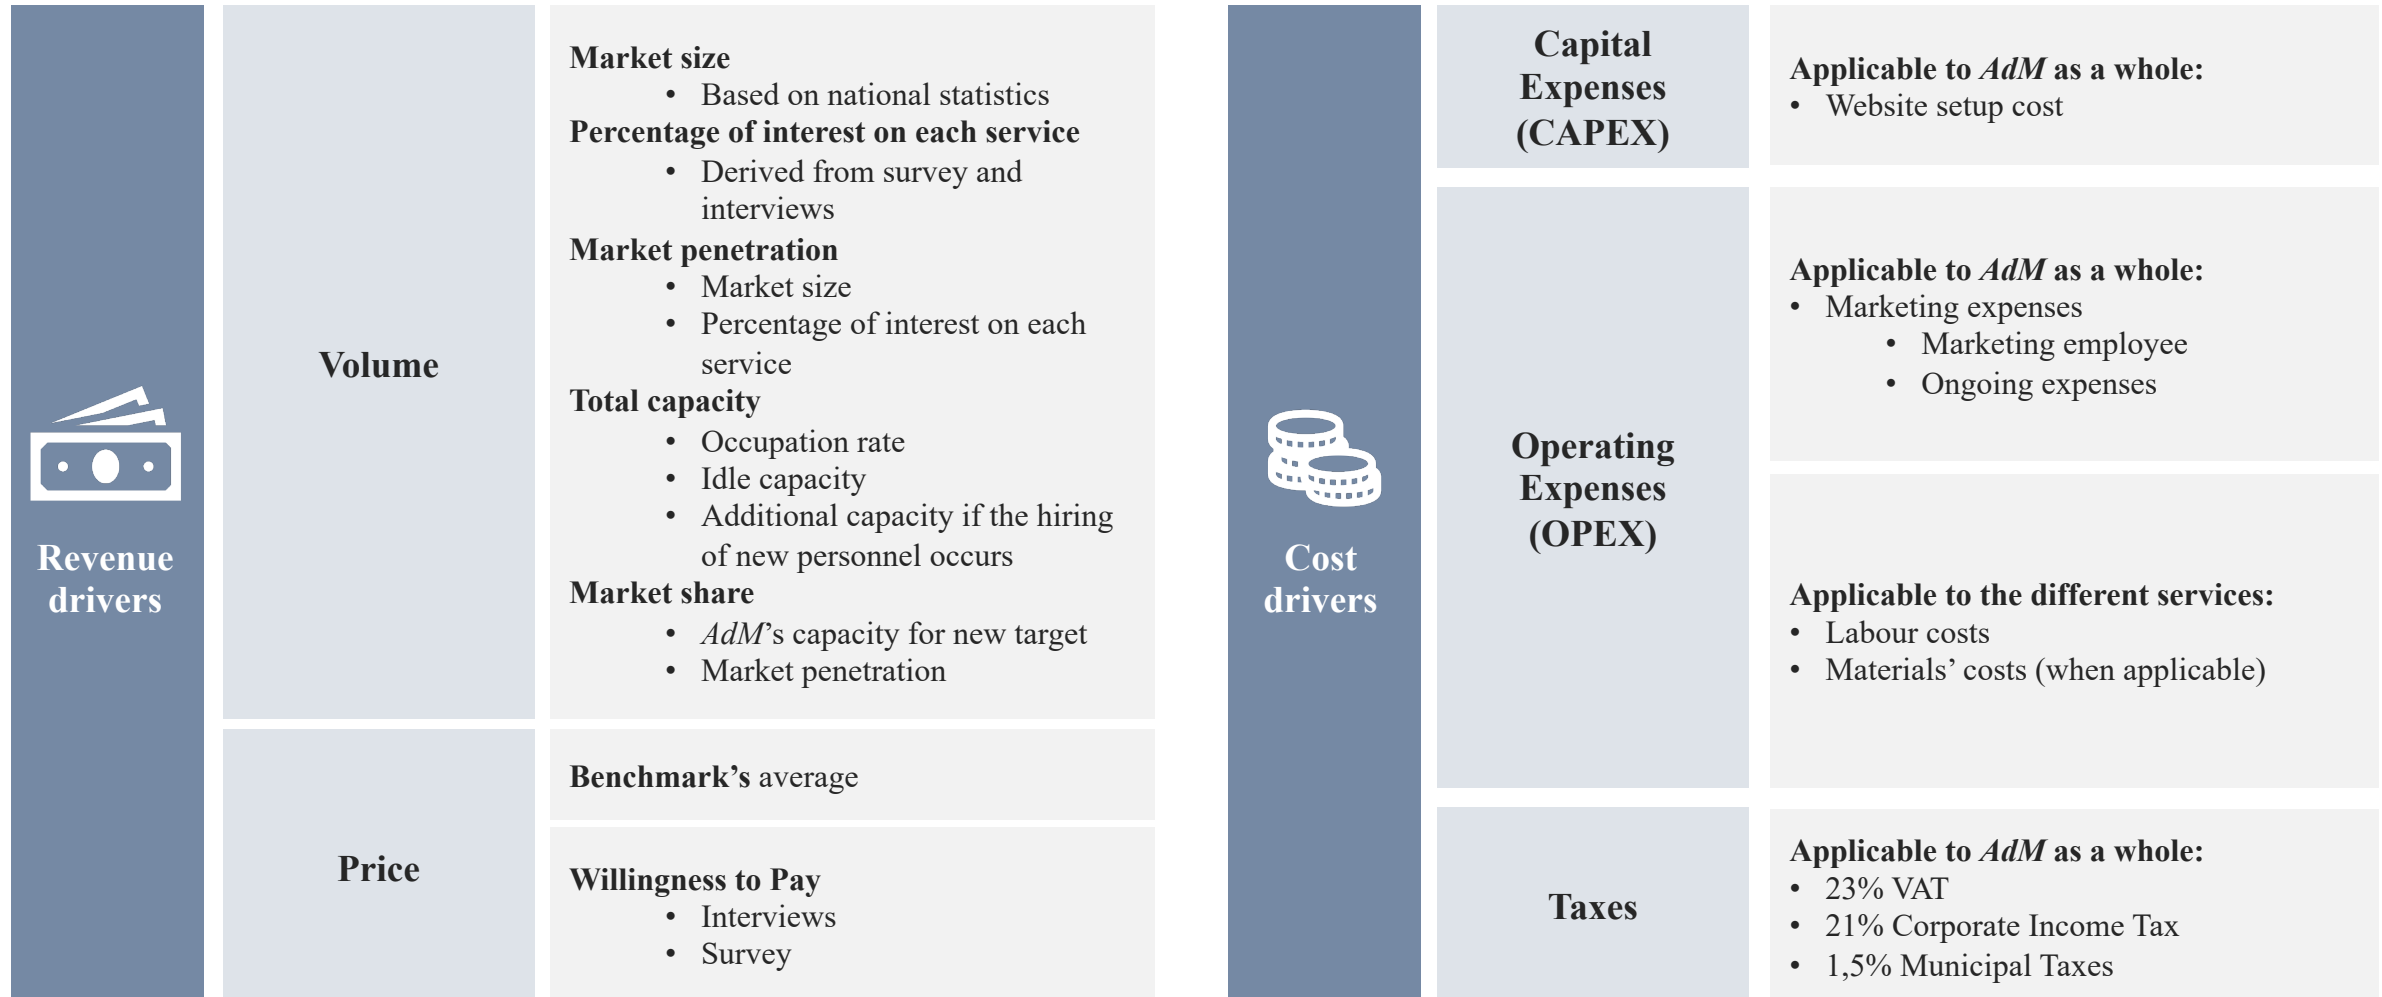 Revenue
drivers
Volume
Market size
• Based on national statistics
Percentage of interest on each service
• Derived from survey and
interviews
Market penetration
• Market size
• Percentage of interest on each
service
Total capacity
• Occupation rate
• Idle capacity
• Additional capacity if the hiring
of new personnel occurs
Market share
• AdM’s capacity for new target
• Market penetration
Price
Benchmark’s average
Willingness to Pay
• Interviews
• Survey
Cost
drivers
Capital
Expenses
(CAPEX)
Applicable to AdM as a whole:
• Website setup cost
Operating
Expenses
(OPEX)
Applicable to AdM as a whole:
• Marketing expenses
• Marketing employee
• Ongoing expenses
Applicable to the different services:
• Labour costs
• Materials’ costs (when applicable)
Taxes
Applicable to AdM as a whole:
• 23% VAT
• 21% Corporate Income Tax
• 1,5% Municipal Taxes